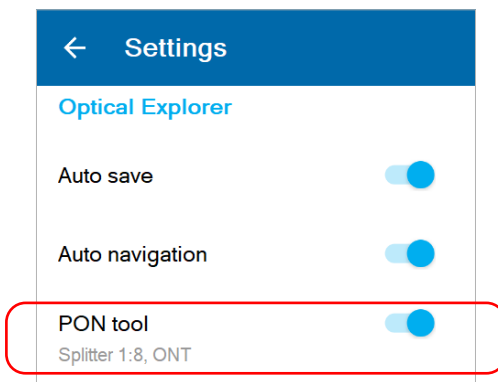 Settings
Optical Explorer
Auto save
Auto navigation
PON tool
Splitter 1:8, ONT